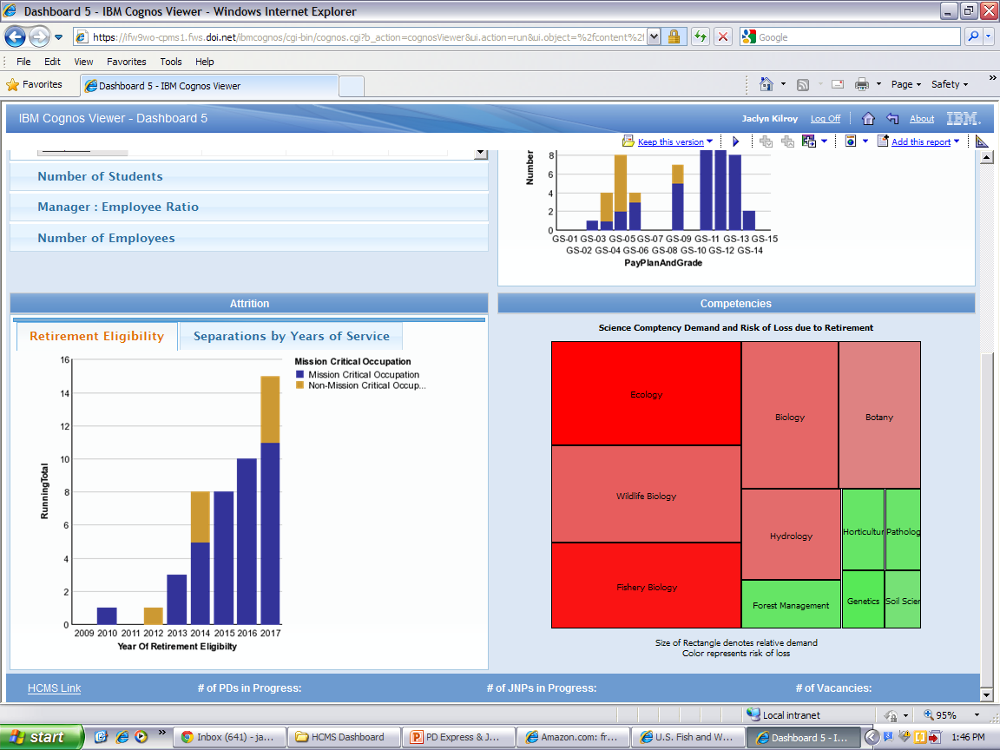 Dashboard 5 - IBM Cognos Viewer - Windows Internet Explorer
https://ifw9wo-cpms1.fws.doi.net/ibmcognos/cgi-bin/cognos.cgi?b_action=cognosViewer&ui.action=run&ui.object=%2fcontent%2f
Google
File Edit View Favorites Tools Help
Favorites
Dashboard 5 - IBM Cognos Viewer
Page Safety
IBM Cognos Viewer - Dashboard 5
Jaclyn Kilroy Log Off About IBM.
Keep this version Add this report
Number of Students
Manager : Employee Ratio
Number of Employees
Number
8
6
4
2
0
GS-01 GS-03 GS-05 GS-07 GS-09 GS-11 GS-13 GS-15
GS-02 GS-04 GS-06 GS-08 GS-10 GS-12 GS-14
PayPlanAndGrade
Attrition
Retirement Eligibility Separations by Years of Service
Mission Critical Occupation
Mission Critical Occupation
Non-Mission Critical Occup...
RunningTotal
16
14
12
10
8
6
4
2
0
2009 2010 2011 2012 2013 2014 2015 2016 2017
Year Of Retirement Eligibilty
Competencies
Science Comptency Demand and Risk of Loss due to Retirement
Ecology
Biology
Botany
Wildlife Biology
Hydrology
Horticultur
Patholog
Fishery Biology
Forest Management
Genetics
Soil Scier
Size of Rectangle denotes relative demand
Color represents risk of loss
HCMS Link # of PDs in Progress: # of JNPs in Progress: # of Vacancies:
Local intranet 95%
start
Inbox (641) - ja...
HCMS Dashboard
PD Express & J...
Amazon.com: fr...
U.S. Fish and W...
Dashboard 5 - I...
1:46 PM